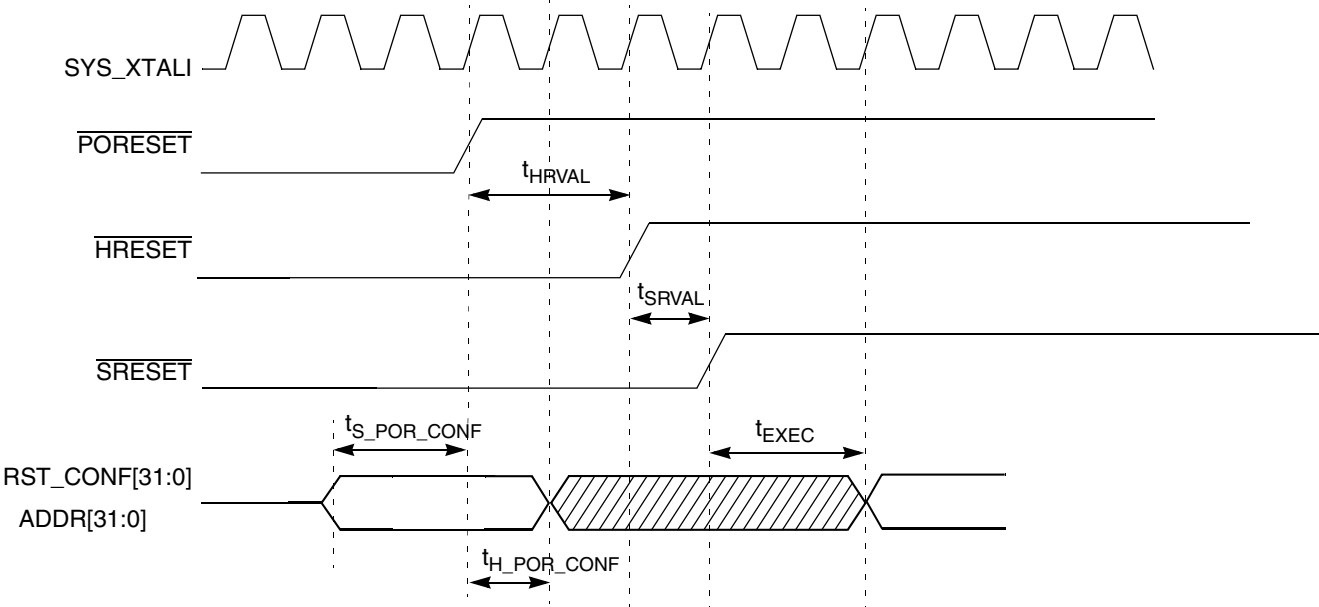 SYS_XTALI
PORESET
tHRVAL
HRESET
tSRVAL
SRESET
tS_POR_CONF
tEXEC
RST_CONF[31:0]
ADDR[31:0]
tH_POR_CONF